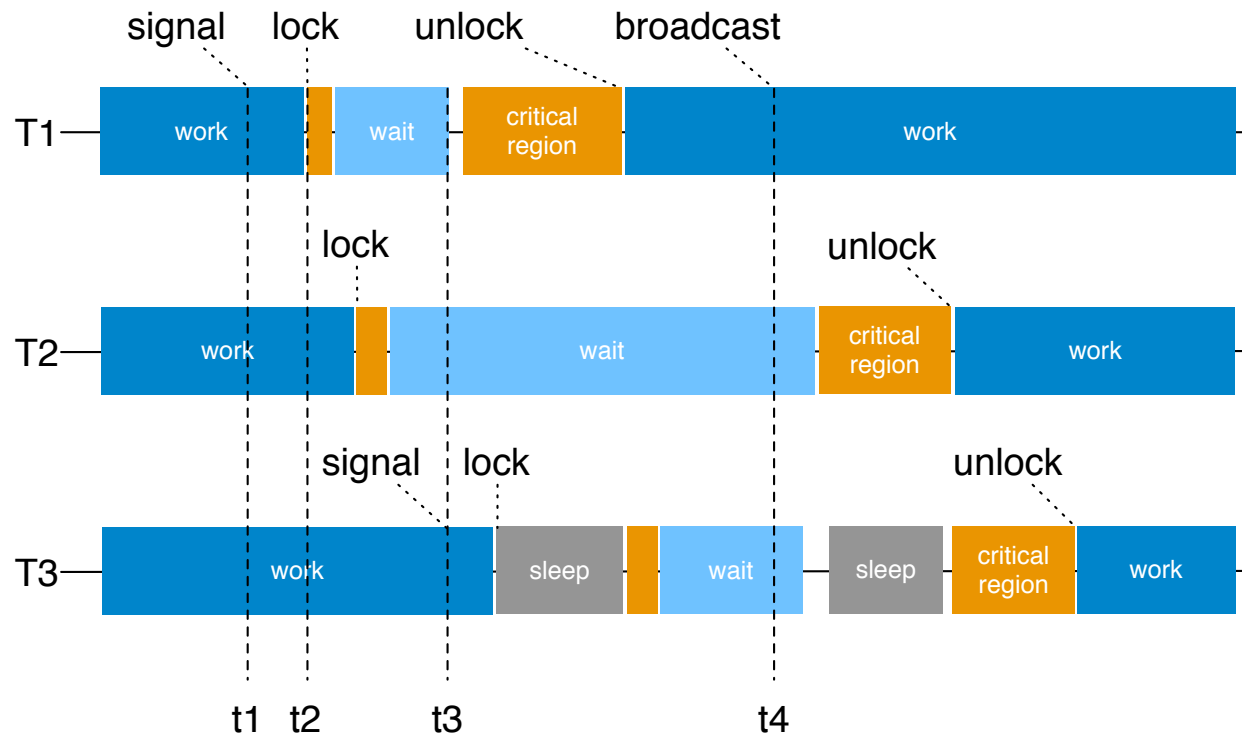 signal lock unlock broadcast
T1 work wait critical region work
lock unlock
T2 work wait critical region work
signal lock unlock
T3 work sleep wait sleep critical region work
t1 t2 t3 t4